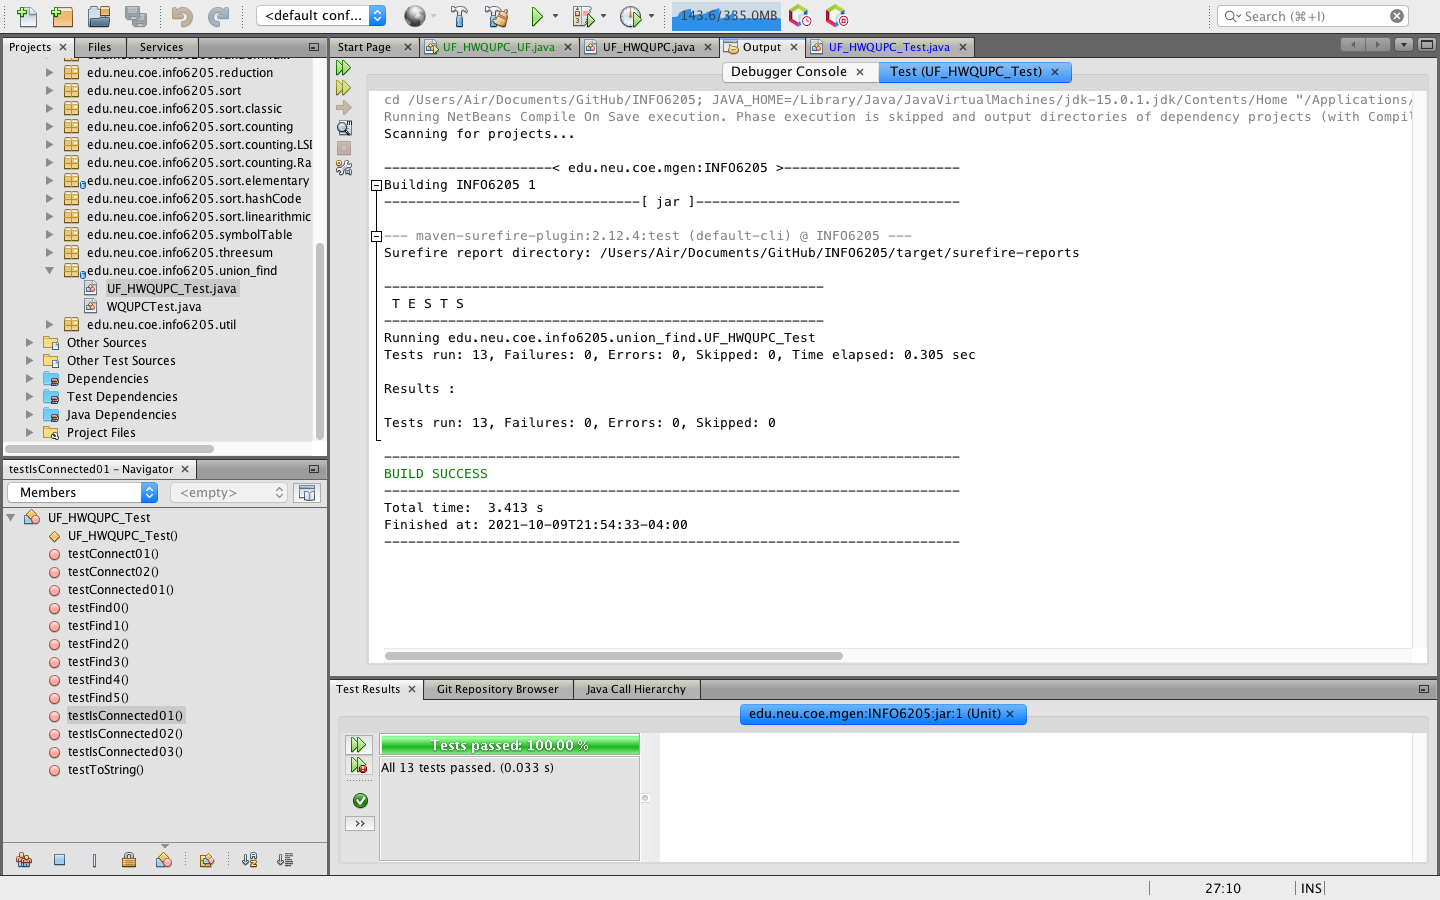 <default conf...
143.6/335.0MB
Search (⌘+I)
Projects
Files
Services
Start Page
UF_HWQUPC_UF.java
UF_HWQUPC.java
Output
UF_HWQUPC_Test.java
edu.neu.coe.info6205.reduction
edu.neu.coe.info6205.sort
edu.neu.coe.info6205.sort.classic
edu.neu.coe.info6205.sort.counting
edu.neu.coe.info6205.sort.counting.LSD
edu.neu.coe.info6205.sort.counting.Ra
edu.neu.coe.info6205.sort.elementary
edu.neu.coe.info6205.sort.hashCode
edu.neu.coe.info6205.sort.linearithmic
edu.neu.coe.info6205.symbolTable
edu.neu.coe.info6205.threesum
edu.neu.coe.info6205.union_find
UF_HWQUPC_Test.java
WQUPCTest.java
edu.neu.coe.info6205.util
Other Sources
Other Test Sources
Dependencies
Test Dependencies
Java Dependencies
Project Files
Debugger Console
Test (UF_HWQUPC_Test)
cd /Users/Air/Documents/GitHub/INFO6205; JAVA_HOME=/Library/Java/JavaVirtualMachines/jdk-15.0.1.jdk/Contents/Home "/Applications/
Running NetBeans Compile On Save execution. Phase execution is skipped and output directories of dependency projects (with Compil
Scanning for projects...
---------------------< edu.neu.coe.mgen:INFO6205 >----------------------
Building INFO6205 1
--------------------------------[ jar ]---------------------------------
--- maven-surefire-plugin:2.12.4:test (default-cli) @ INFO6205 ---
Surefire report directory: /Users/Air/Documents/GitHub/INFO6205/target/surefire-reports
-------------------------------------------------------
T E S T S
-------------------------------------------------------
Running edu.neu.coe.info6205.union_find.UF_HWQUPC_Test
Tests run: 13, Failures: 0, Errors: 0, Skipped: 0, Time elapsed: 0.305 sec
Results :
Tests run: 13, Failures: 0, Errors: 0, Skipped: 0
------------------------------------------------------------------------
BUILD SUCCESS
------------------------------------------------------------------------
Total time:  3.413 s
Finished at: 2021-10-09T21:54:33-04:00
------------------------------------------------------------------------
testIsConnected01 - Navigator
Members
<empty>
UF_HWQUPC_Test
UF_HWQUPC_Test()
testConnect01()
testConnect02()
testConnected01()
testFind0()
testFind1()
testFind2()
testFind3()
testFind4()
testFind5()
testIsConnected01()
testIsConnected02()
testIsConnected03()
testToString()
Test Results
Git Repository Browser
Java Call Hierarchy
edu.neu.coe.mgen:INFO6205:jar:1 (Unit)
Tests passed: 100.00 %
All 13 tests passed. (0.033 s)
>>
27:10
INS